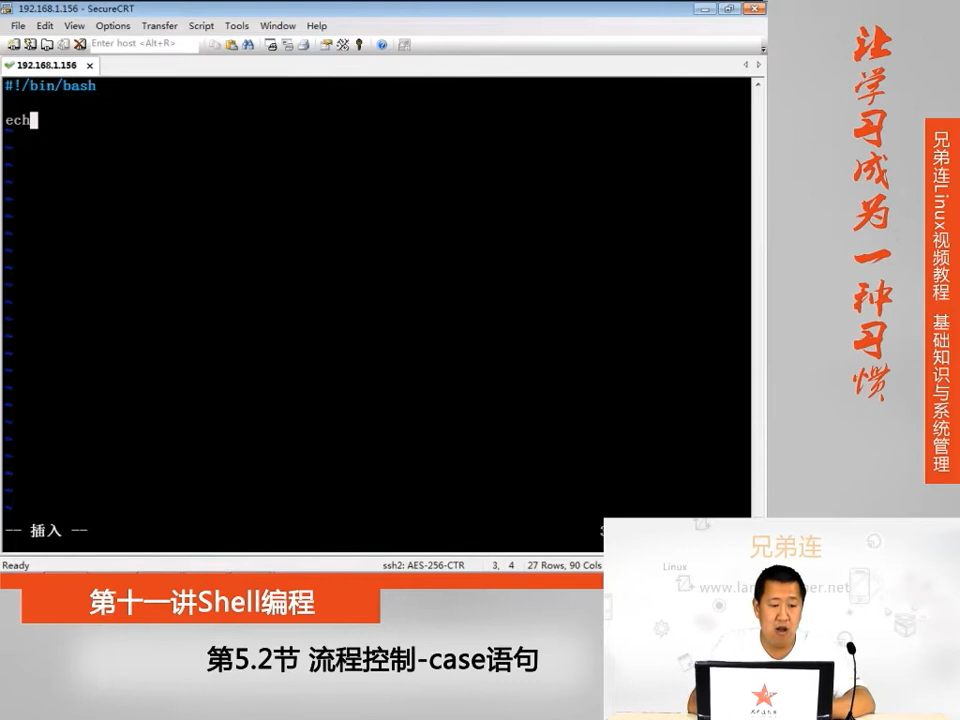 192.168.1.156 - SecureCRT
File Edit View Options Transfer Script Tools Window Help
Enter host <Alt+R>
192.168.1.156
#!/bin/bash
ech
-- 插入 --
Ready
ssh2: AES-256-CTR
3, 4
27 Rows, 90 Cols
让学习成为一种习惯
兄弟连Linux视频教程 基础知识与系统管理
兄弟连
Linux
第十一讲Shell编程
第5.2节 流程控制-case语句